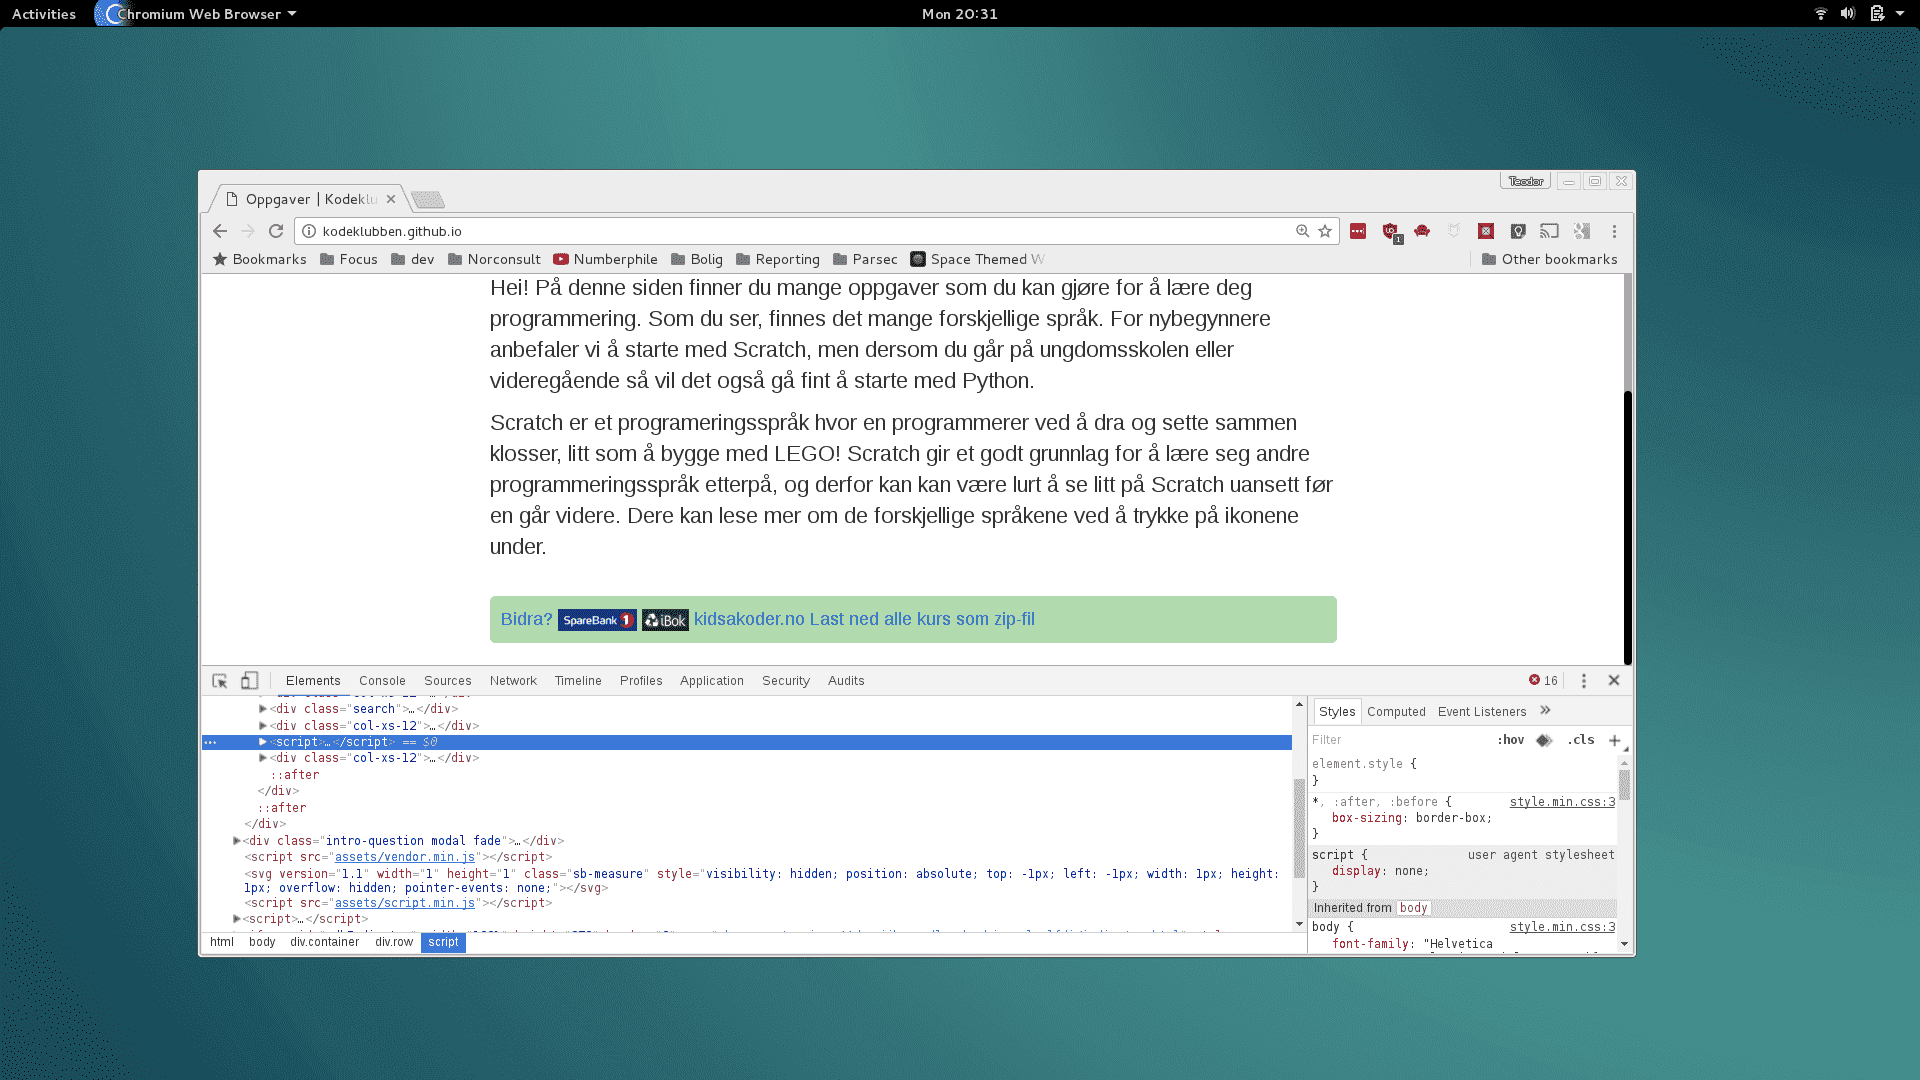 Activities Chromium Web Browser Mon 20:31
Teodor
Oppgaver | Kodeklu
kodeklubben.github.io
Bookmarks Focus dev Norconsult Numberphile Bolig Reporting Parsec Space Themed W Other bookmarks
Hei! På denne siden finner du mange oppgaver som du kan gjøre for å lære deg
programmering. Som du ser, finnes det mange forskjellige språk. For nybegynnere
anbefaler vi å starte med Scratch, men dersom du går på ungdomsskolen eller
videregående så vil det også gå fint å starte med Python.
Scratch er et programeringsspråk hvor en programmerer ved å dra og sette sammen
klosser, litt som å bygge med LEGO! Scratch gir et godt grunnlag for å lære seg andre
programmeringsspråk etterpå, og derfor kan kan være lurt å se litt på Scratch uansett før
en går videre. Dere kan lese mer om de forskjellige språkene ved å trykke på ikonene
under.
Bidra? SpareBank 1 iBok kidsakoder.no Last ned alle kurs som zip-fil
Elements Console Sources Network Timeline Profiles Application Security Audits 16
<div class="search">…</div>
<div class="col-xs-12">…</div>
<script>…</script> == $0
<div class="col-xs-12">…</div>
::after
</div>
::after
</div>
<div class="intro-question modal fade">…</div>
<script src="assets/vendor.min.js"></script>
<svg version="1.1" width="1" height="1" class="sb-measure" style="visibility: hidden; position: absolute; top: -1px; left: -1px; width: 1px; height:
1px; overflow: hidden; pointer-events: none;"></svg>
<script src="assets/script.min.js"></script>
<script>…</script>
html body div.container div.row script
Styles Computed Event Listeners »
Filter :hov .cls +
element.style {
}
*, :after, :before { style.min.css:3
box-sizing: border-box;
}
script { user agent stylesheet
display: none;
}
Inherited from body
body { style.min.css:3
font-family: "Helvetica